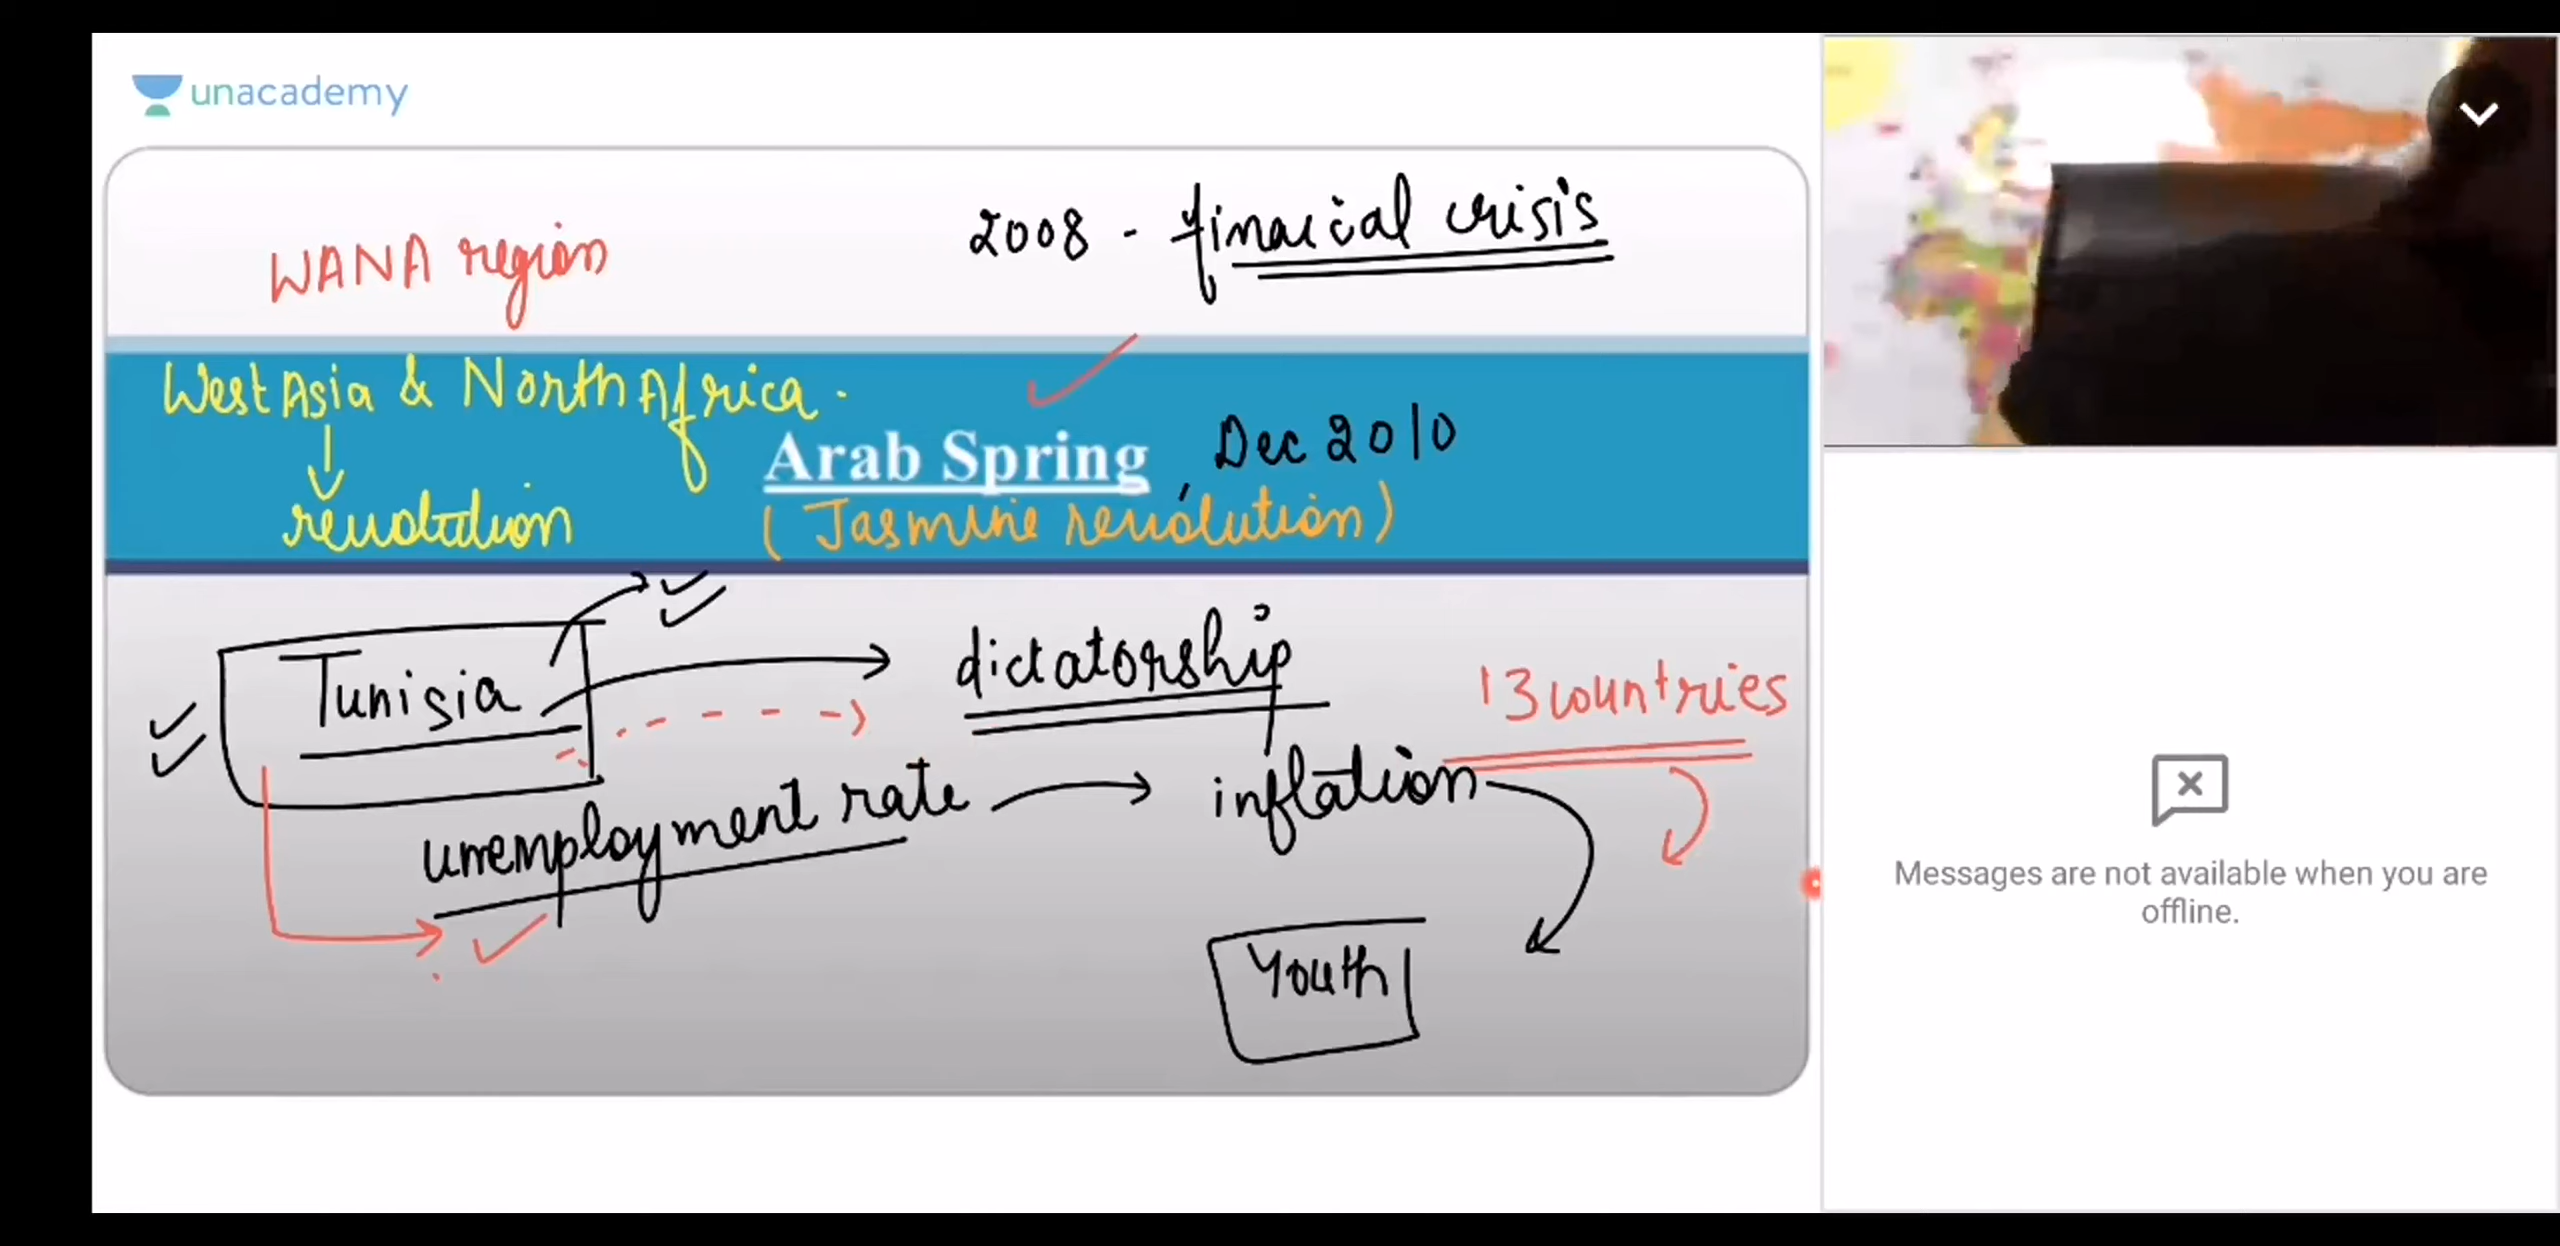 unacademy
WANA region
2008 - financial crisis
West Asia & North Africa.
revolution
Arab Spring, Dec 2010
(Jasmine revolution)
Tunisia
dictatorship
13 countries
unemployment rate
inflation
Youth
Messages are not available when you are
offline.